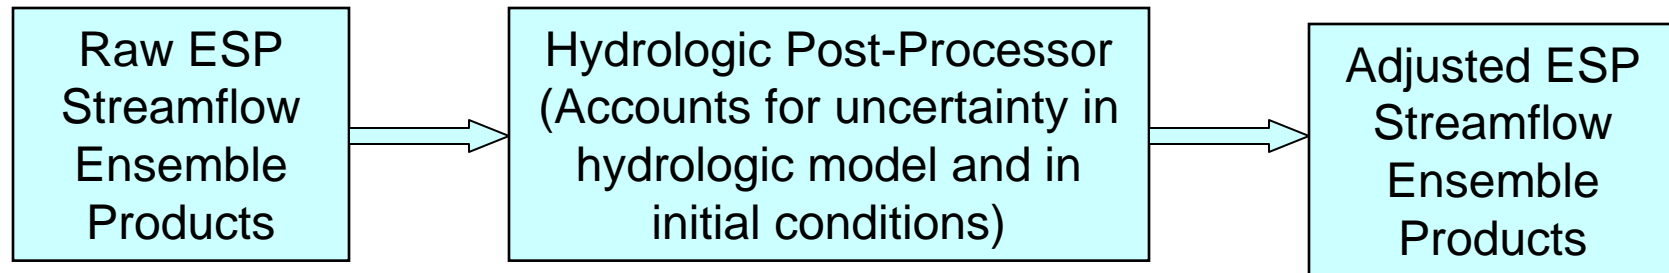 Raw ESP
Streamflow
Ensemble
Products
Hydrologic Post-Processor
(Accounts for uncertainty in
hydrologic model and in
initial conditions)
Adjusted ESP
Streamflow
Ensemble
Products